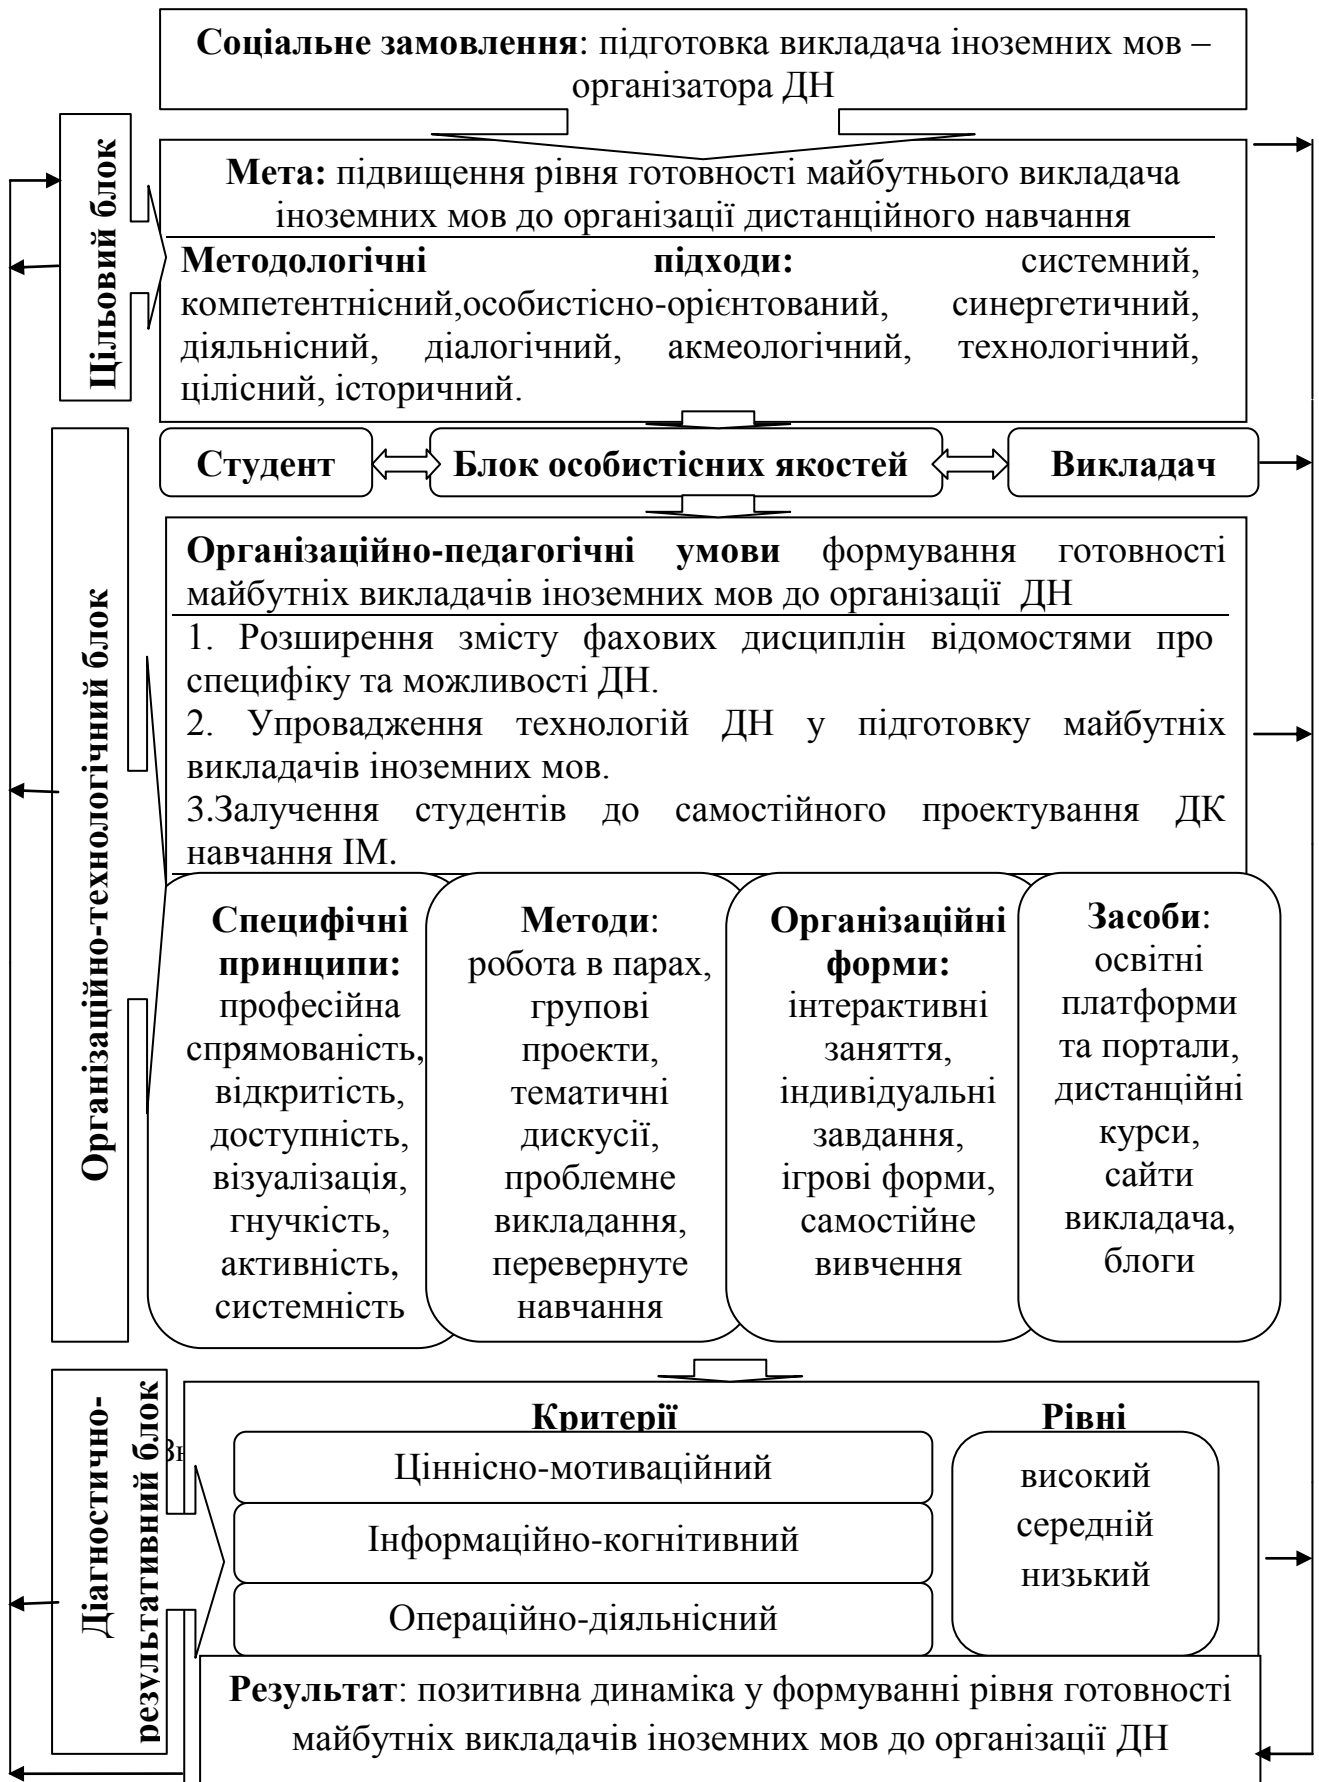 Соціальне замовлення: підготовка викладача іноземних мов –
організатора ДН
Цільовий блок
Мета: підвищення рівня готовності майбутнього викладача
іноземних мов до організації дистанційного навчання
Методологічні підходи: системний,
компетентнісний,особистісно-орієнтований, синергетичний,
діяльнісний, діалогічний, акмеологічний, технологічний,
цілісний, історичний.
Організаційно-технологічний блок
Студент
Блок особистісних якостей
Викладач
Організаційно-педагогічні умови формування готовності
майбутніх викладачів іноземних мов до організації ДН
1. Розширення змісту фахових дисциплін відомостями про
специфіку та можливості ДН.
2. Упровадження технологій ДН у підготовку майбутніх
викладачів іноземних мов.
3.Залучення студентів до самостійного проектування ДК
навчання ІМ.
Специфічні
принципи:
професійна
спрямованість,
відкритість,
доступність,
візуалізація,
гнучкість,
активність,
системність
Методи:
робота в парах,
групові
проекти,
тематичні
дискусії,
проблемне
викладання,
перевернуте
навчання
Організаційні
форми:
інтерактивні
заняття,
індивідуальні
завдання,
ігрові форми,
самостійне
вивчення
Засоби:
освітні
платформи
та портали,
дистанційні
курси,
сайти
викладача,
блоги
Діагностично-
результативний блок
Критерії
Ціннісно-мотиваційний
Інформаційно-когнітивний
Операційно-діяльнісний
Рівні
високий
середній
низький
Результат: позитивна динаміка у формуванні рівня готовності
майбутніх викладачів іноземних мов до організації ДН